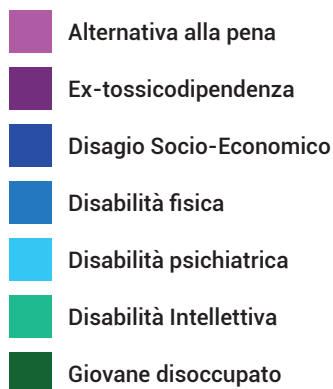 Alternativa alla pena
Ex-tossicodipendenza
Disagio Socio-Economico
Disabilità fisica
Disabilità psichiatrica
Disabilità Intellettiva
Giovane disoccupato